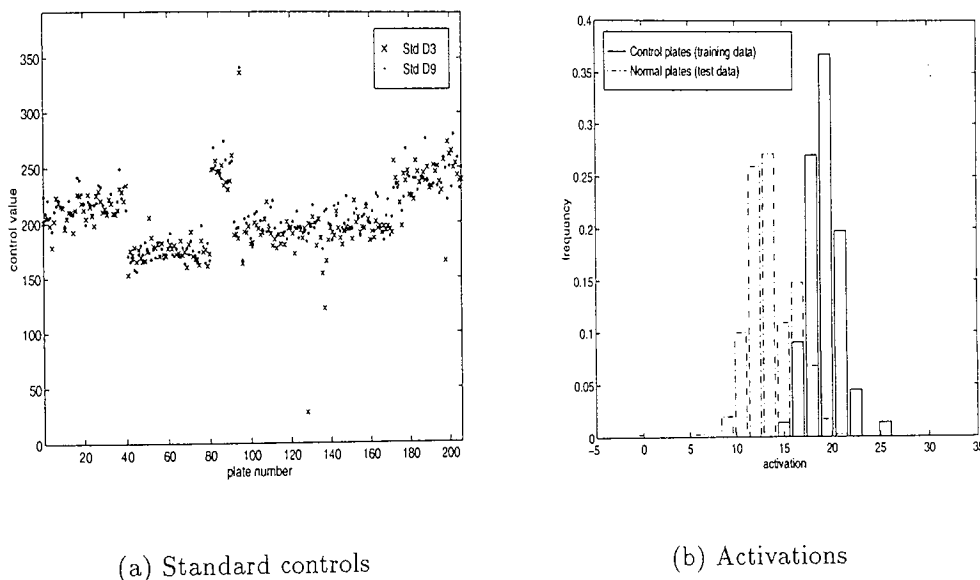 × Std D3
· Std D9
350
300
250
200
150
100
50
0
control value
20 40 60 80 100 120 140 160 180 200
plate number
(a) Standard controls
Control plates (training data)
Normal plates (test data)
0.4
0.35
0.3
0.25
0.2
0.15
0.1
0.05
0
frequency
-5 0 5 10 15 20 25 30 35
activation
(b) Activations